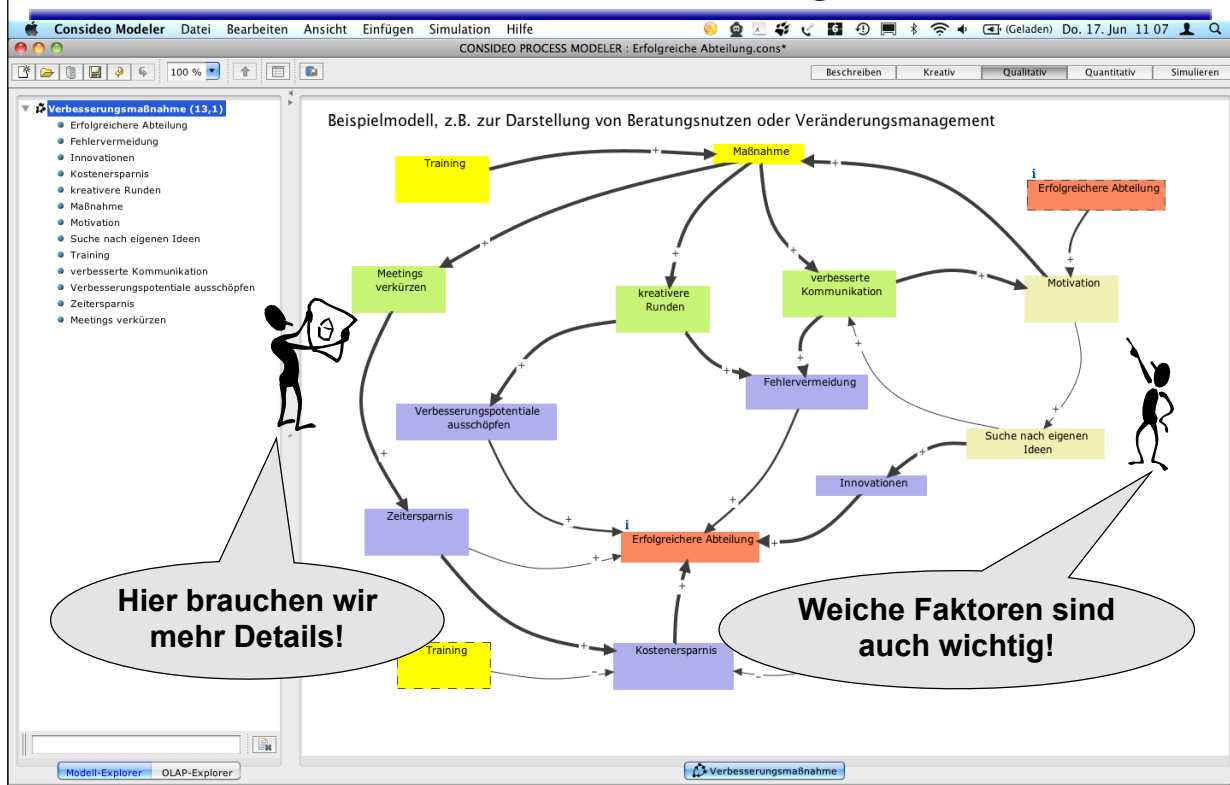 Consideo Modeler Datei Bearbeiten Ansicht Einfügen Simulation Hilfe (Geladen) Do. 17. Jun 11 07
CONSIDEO PROCESS MODELER : Erfolgreiche Abteilung.cons*
100 % Beschreiben Kreativ Qualitativ Quantitativ Simulieren
Verbesserungsmaßnahme (13,1)
Erfolgreichere Abteilung
Fehlervermeidung
Innovationen
Kostenersparnis
kreativere Runden
Maßnahme
Motivation
Suche nach eigenen Ideen
Training
verbesserte Kommunikation
Verbesserungspotentiale ausschöpfen
Zeitersparnis
Meetings verkürzen
Beispielmodell, z.B. zur Darstellung von Beratungsnutzen oder Veränderungsmanagement
Training
Maßnahme
Erfolgreichere Abteilung
Meetings
verkürzen
kreativere
Runden
verbesserte
Kommunikation
Motivation
Verbesserungspotentiale
ausschöpfen
Fehlervermeidung
Suche nach eigenen
Ideen
Innovationen
Zeitersparnis
Erfolgreichere Abteilung
Hier brauchen wir
mehr Details!
Weiche Faktoren sind
auch wichtig!
Training
Kostenersparnis
Modell-Explorer OLAP-Explorer
Verbesserungsmaßnahme